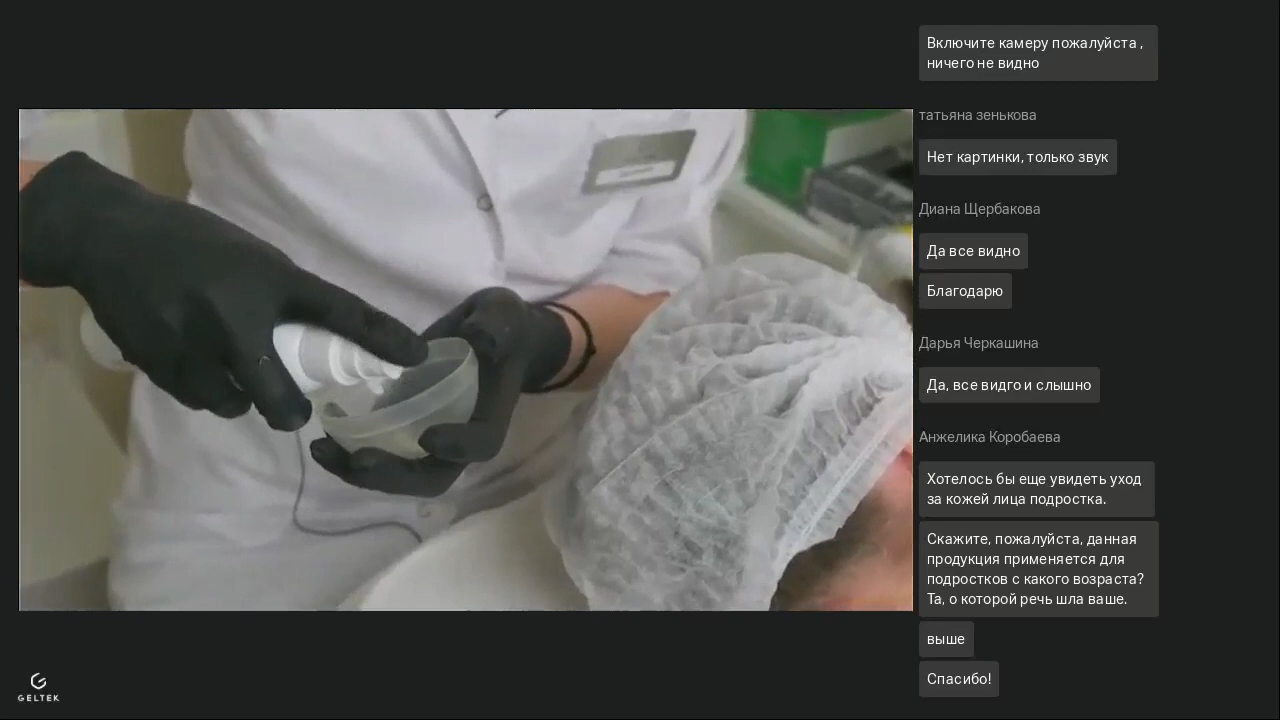 Включите камеру пожалуйста ,
ничего не видно
татьяна зенькова
Нет картинки, только звук
Диана Щербакова
Да все видно
Благодарю
Дарья Черкашина
Да, все видго и слышно
Анжелика Коробаева
Хотелось бы еще увидеть уход
за кожей лица подростка.
Скажите, пожалуйста, данная
продукция применяется для
подростков с какого возраста?
Та, о которой речь шла ваше.
выше
Спасибо!
GELTEK